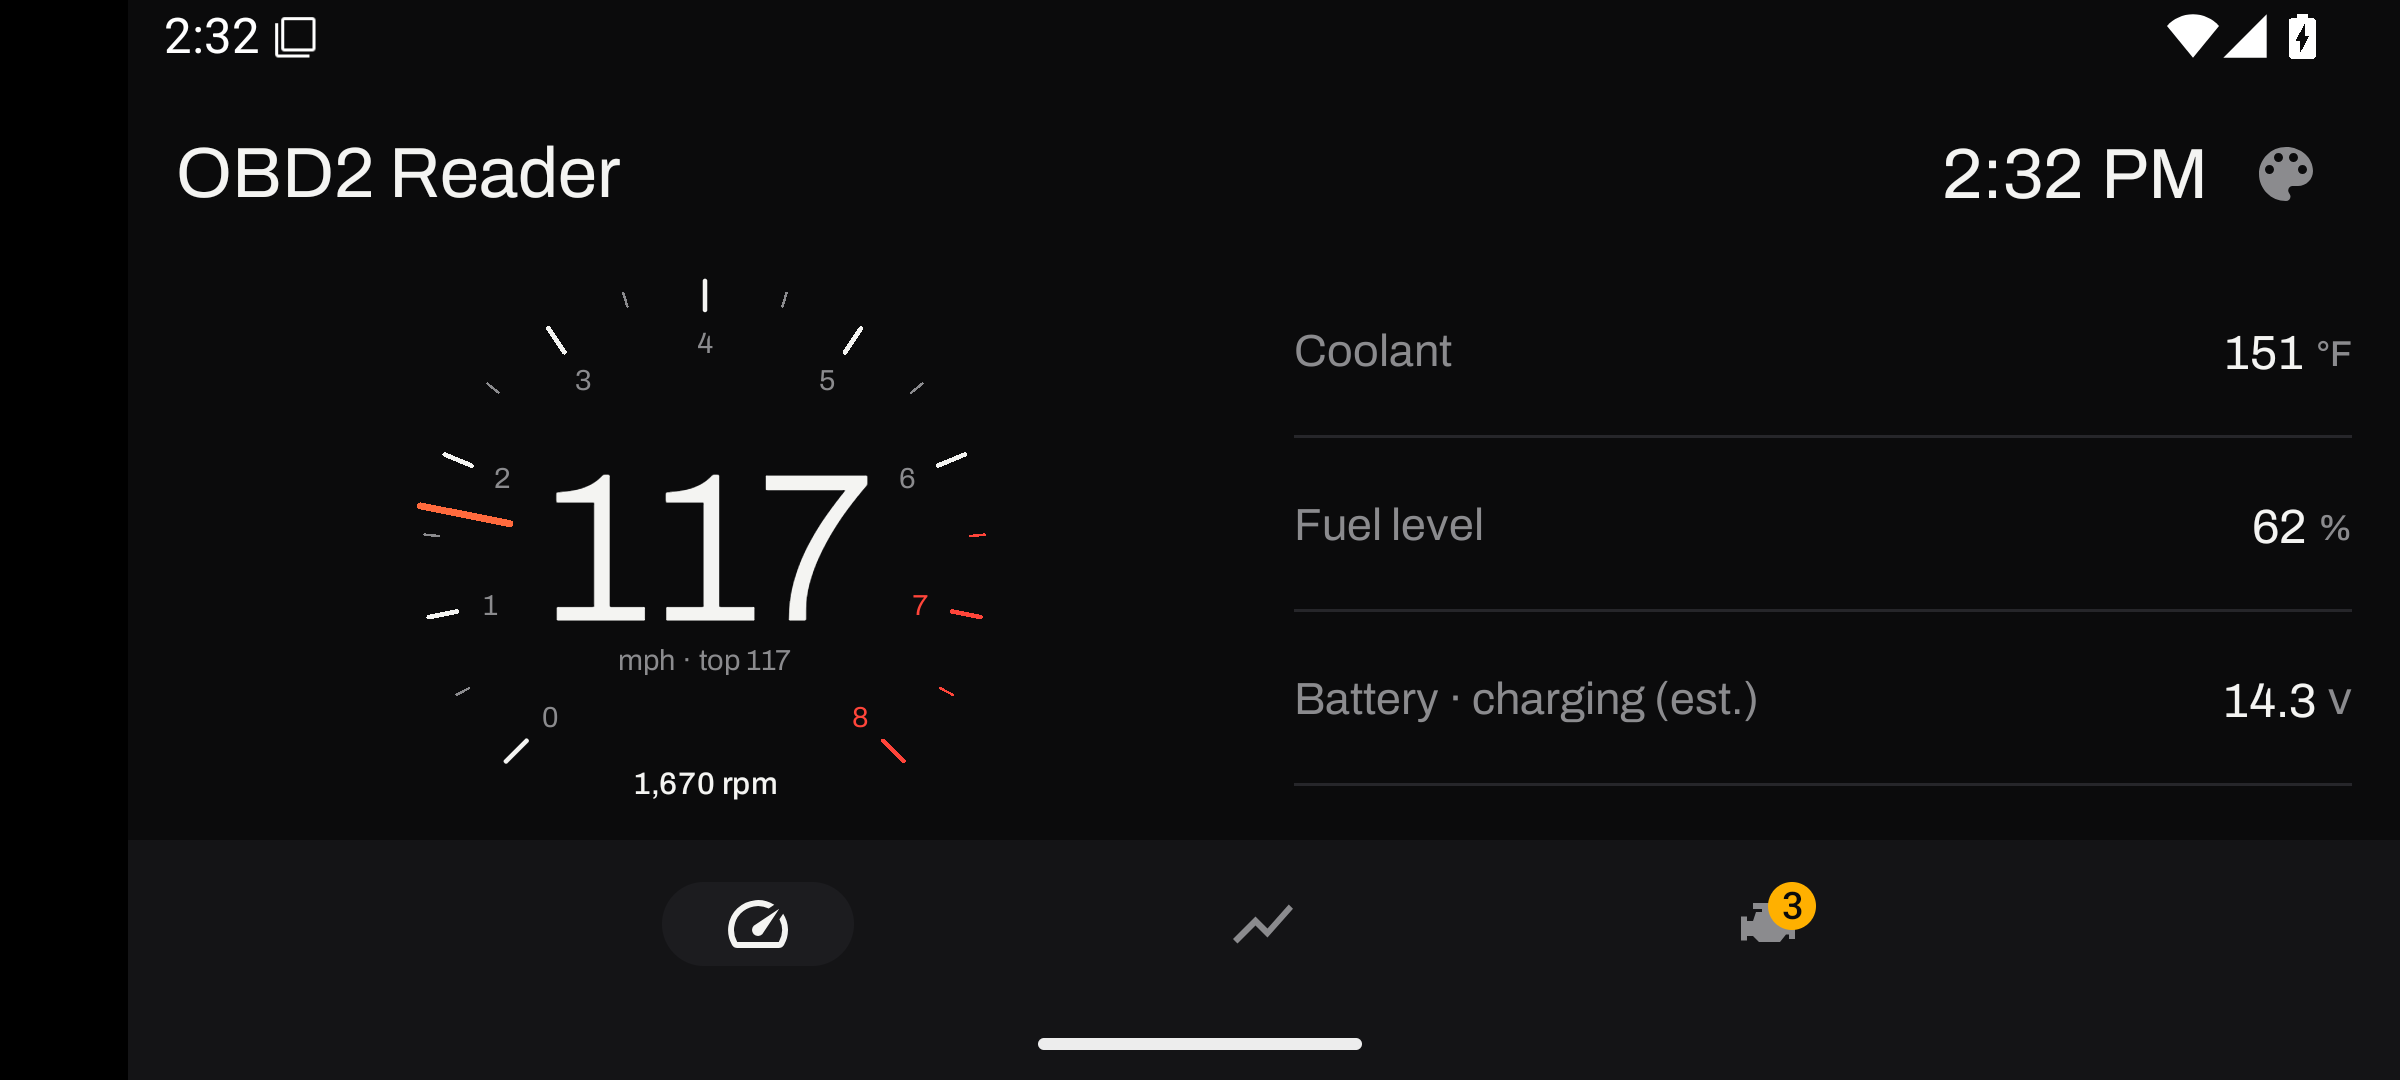 2:32
OBD2 Reader
2:32 PM
0
1
2
3
4
5
6
7
8
117
mph · top 117
1,670 rpm
Coolant 151 °F
Fuel level 62 %
Battery · charging (est.) 14.3 V
3